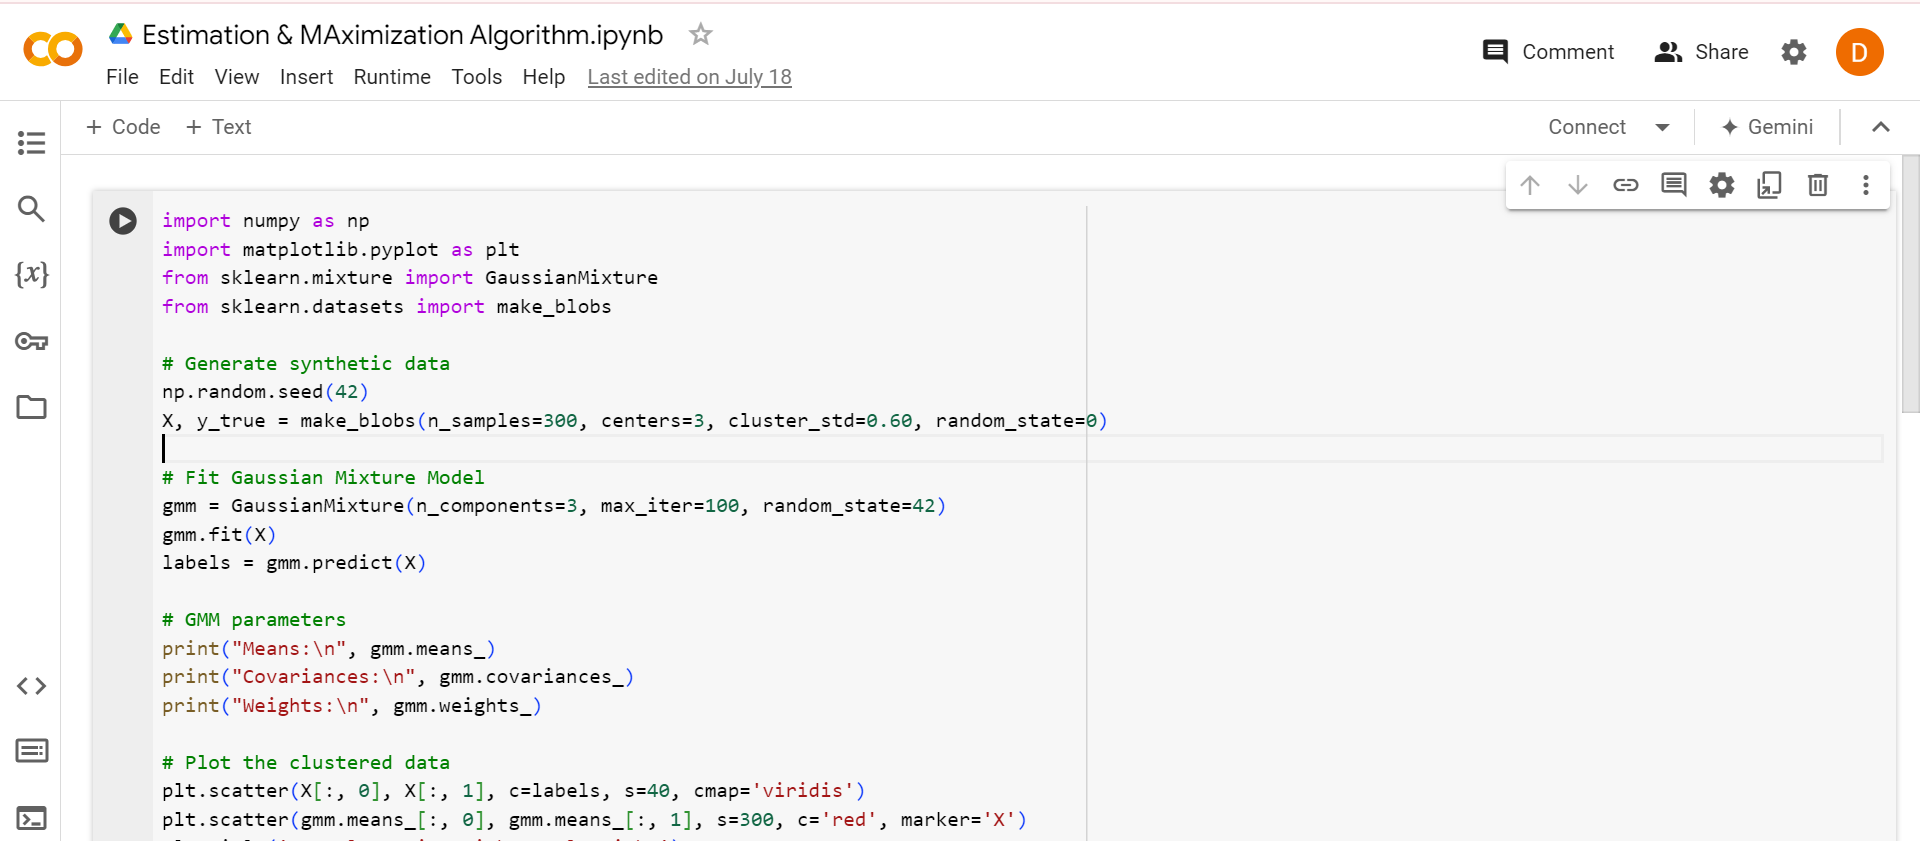 Estimation & MAximization Algorithm.ipynb
File Edit View Insert Runtime Tools Help Last edited on July 18
Comment Share D
+ Code + Text
Connect Gemini
{x}
import numpy as np
import matplotlib.pyplot as plt
from sklearn.mixture import GaussianMixture
from sklearn.datasets import make_blobs
# Generate synthetic data
np.random.seed(42)
X, y_true = make_blobs(n_samples=300, centers=3, cluster_std=0.60, random_state=0)
# Fit Gaussian Mixture Model
gmm = GaussianMixture(n_components=3, max_iter=100, random_state=42)
gmm.fit(X)
labels = gmm.predict(X)
# GMM parameters
print("Means:\n", gmm.means_)
print("Covariances:\n", gmm.covariances_)
print("Weights:\n", gmm.weights_)
# Plot the clustered data
plt.scatter(X[:, 0], X[:, 1], c=labels, s=40, cmap='viridis')
plt.scatter(gmm.means_[:, 0], gmm.means_[:, 1], s=300, c='red', marker='X')